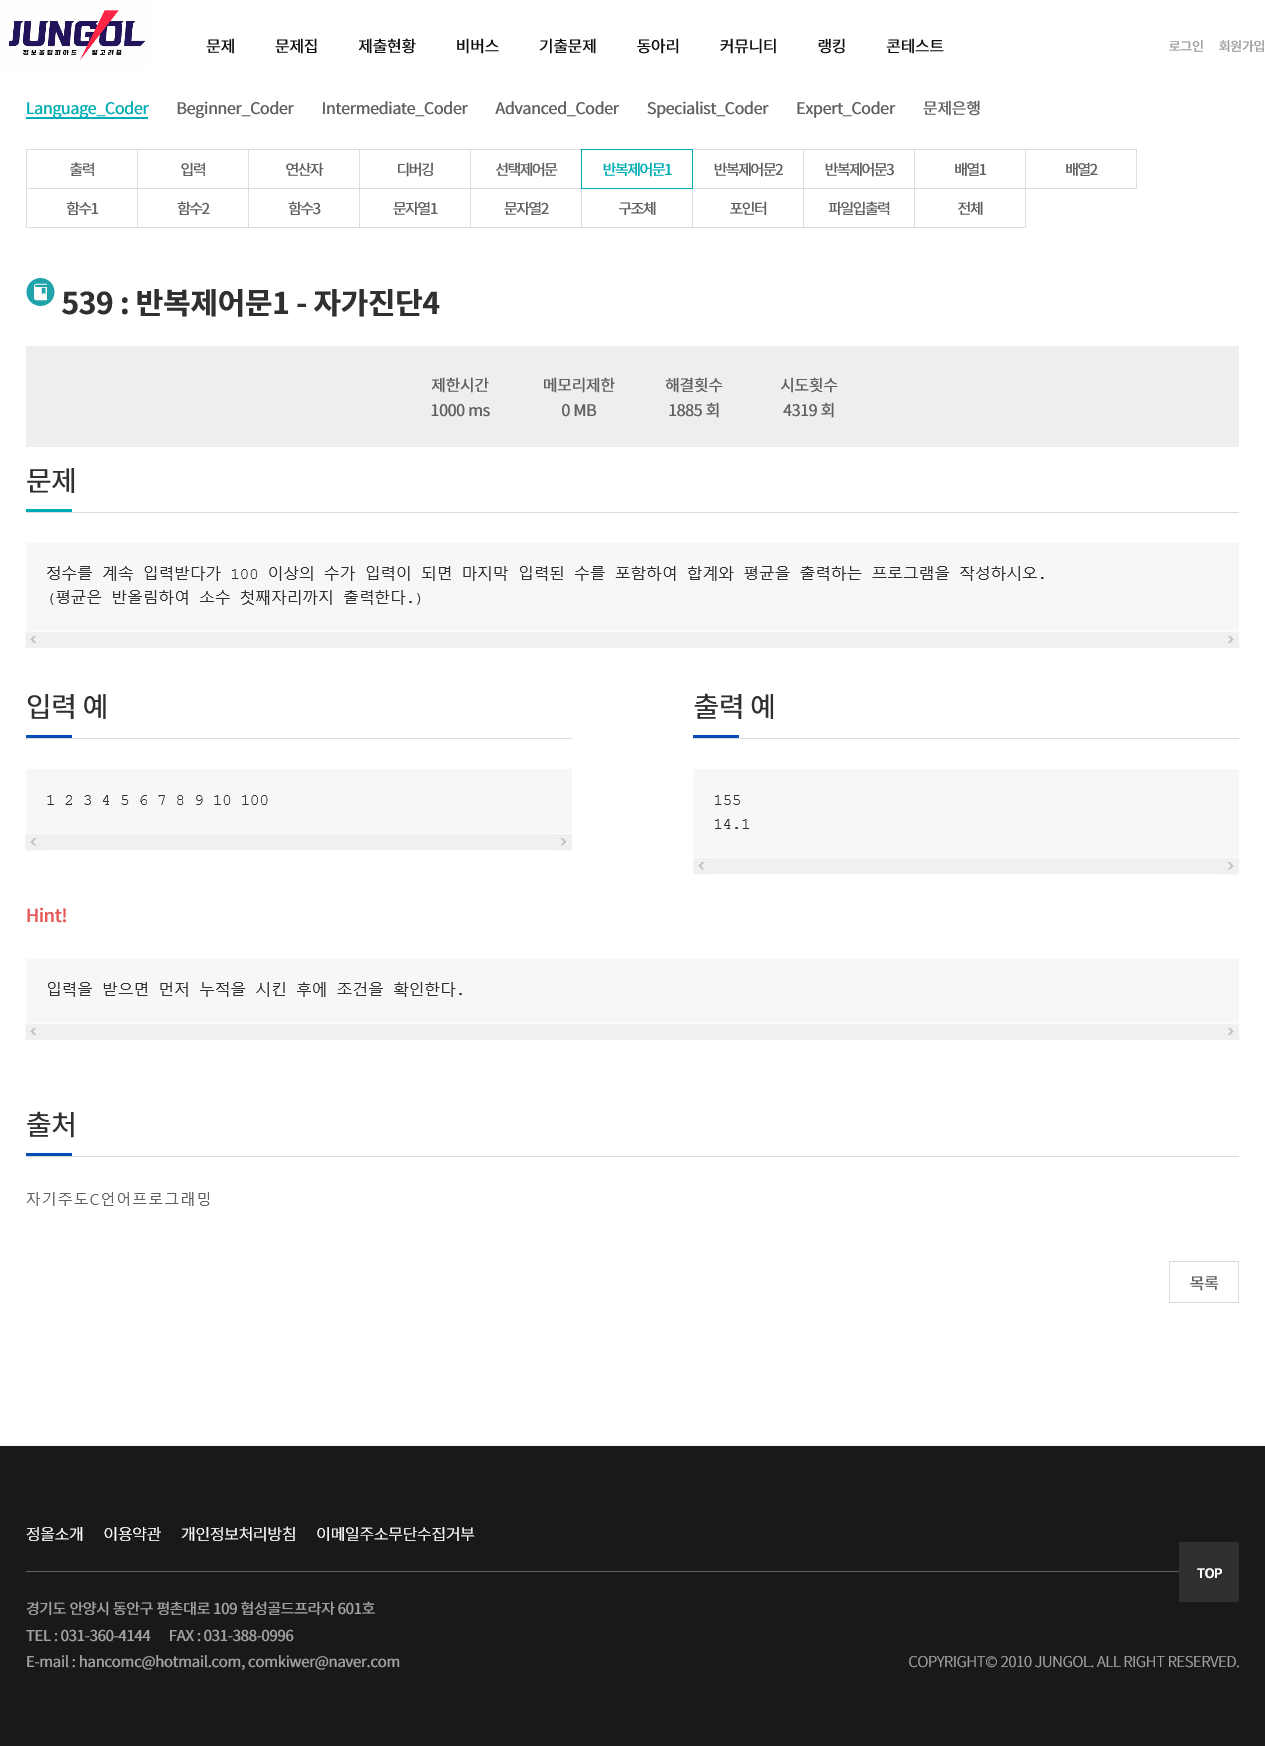 JUNGOL
정보올림피아드 알고리즘
문제 문제집 제출현황 비버스 기출문제 동아리 커뮤니티 랭킹 콘테스트 로그인 회원가입
Language_Coder Beginner_Coder Intermediate_Coder Advanced_Coder Specialist_Coder Expert_Coder 문제은행
출력 입력 연산자 디버깅 선택제어문 반복제어문1 반복제어문2 반복제어문3 배열1 배열2
함수1 함수2 함수3 문자열1 문자열2 구조체 포인터 파일입출력 전체
539 : 반복제어문1 - 자가진단4
제한시간 메모리제한 해결횟수 시도횟수
1000 ms 0 MB 1885 회 4319 회
문제
정수를 계속 입력받다가 100 이상의 수가 입력이 되면 마지막 입력된 수를 포함하여 합계와 평균을 출력하는 프로그램을 작성하시오.
(평균은 반올림하여 소수 첫째자리까지 출력한다.)
입력 예
1 2 3 4 5 6 7 8 9 10 100
출력 예
155
14.1
Hint!
입력을 받으면 먼저 누적을 시킨 후에 조건을 확인한다.
출처
자기주도C언어프로그래밍
목록
정올소개 이용약관 개인정보처리방침 이메일주소무단수집거부
TOP
경기도 안양시 동안구 평촌대로 109 협성골드프라자 601호
TEL : 031-360-4144 FAX : 031-388-0996
E-mail : hancomc@hotmail.com, comkiwer@naver.com
COPYRIGHT© 2010 JUNGOL. ALL RIGHT RESERVED.